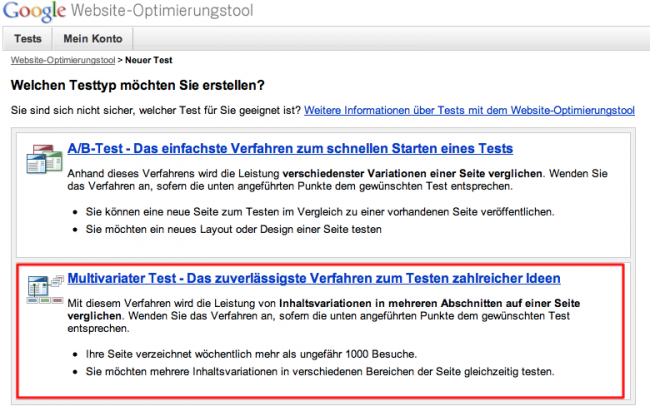 Google Website-Optimierungstool
Tests Mein Konto
Website-Optimierungstool > Neuer Test
Welchen Testtyp möchten Sie erstellen?
Sie sind sich nicht sicher, welcher Test für Sie geeignet ist? Weitere Informationen über Tests mit dem Website-Optimierungstool
A/B-Test - Das einfachste Verfahren zum schnellen Starten eines Tests
Anhand dieses Verfahrens wird die Leistung verschiedenster Variationen einer Seite verglichen. Wenden Sie
das Verfahren an, sofern die unten angeführten Punkte dem gewünschten Test entsprechen.
• Sie können eine neue Seite zum Testen im Vergleich zu einer vorhandenen Seite veröffentlichen.
• Sie möchten ein neues Layout oder Design einer Seite testen
Multivariater Test - Das zuverlässigste Verfahren zum Testen zahlreicher Ideen
Mit diesem Verfahren wird die Leistung von Inhaltsvariationen in mehreren Abschnitten auf einer Seite
verglichen. Wenden Sie das Verfahren an, sofern die unten angeführten Punkte dem gewünschten Test
entsprechen.
• Ihre Seite verzeichnet wöchentlich mehr als ungefähr 1000 Besuche.
• Sie möchten mehrere Inhaltsvariationen in verschiedenen Bereichen der Seite gleichzeitig testen.